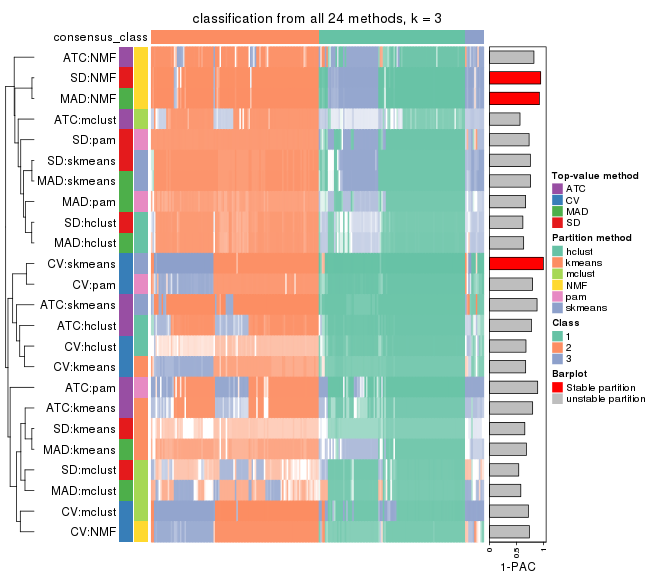 classification from all 24 methods, k = 3
consensus_class
ATC:NMF
SD:NMF
MAD:NMF
ATC:mclust
SD:pam
SD:skmeans
MAD:skmeans
MAD:pam
SD:hclust
MAD:hclust
CV:skmeans
CV:pam
ATC:skmeans
ATC:hclust
CV:hclust
CV:kmeans
ATC:pam
ATC:kmeans
SD:kmeans
MAD:kmeans
SD:mclust
MAD:mclust
CV:mclust
CV:NMF
0
0.5
1
1-PAC
Top-value method
ATC
CV
MAD
SD
Partition method
hclust
kmeans
mclust
NMF
pam
skmeans
Class
1
2
3
Barplot
Stable partition
unstable partition